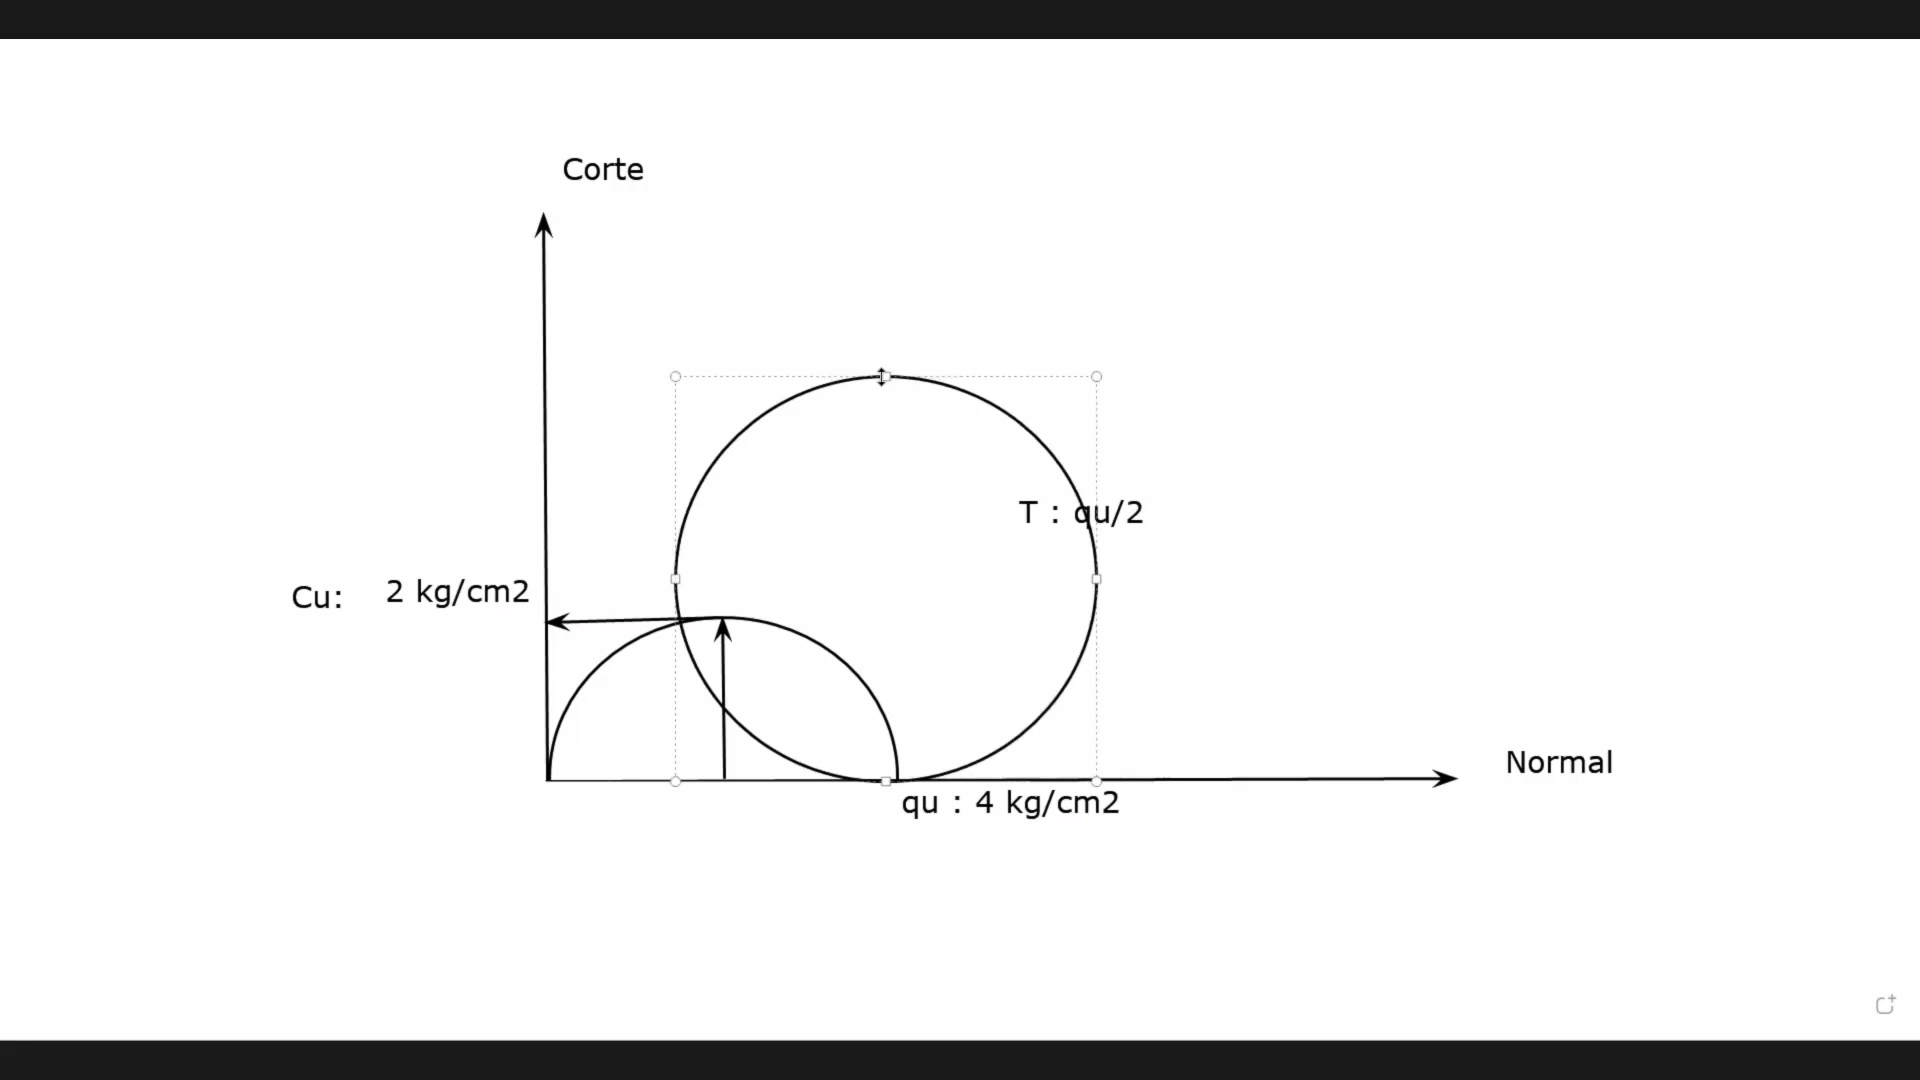 Corte
T : qu/2
Cu: 2 kg/cm2
Normal
qu : 4 kg/cm2